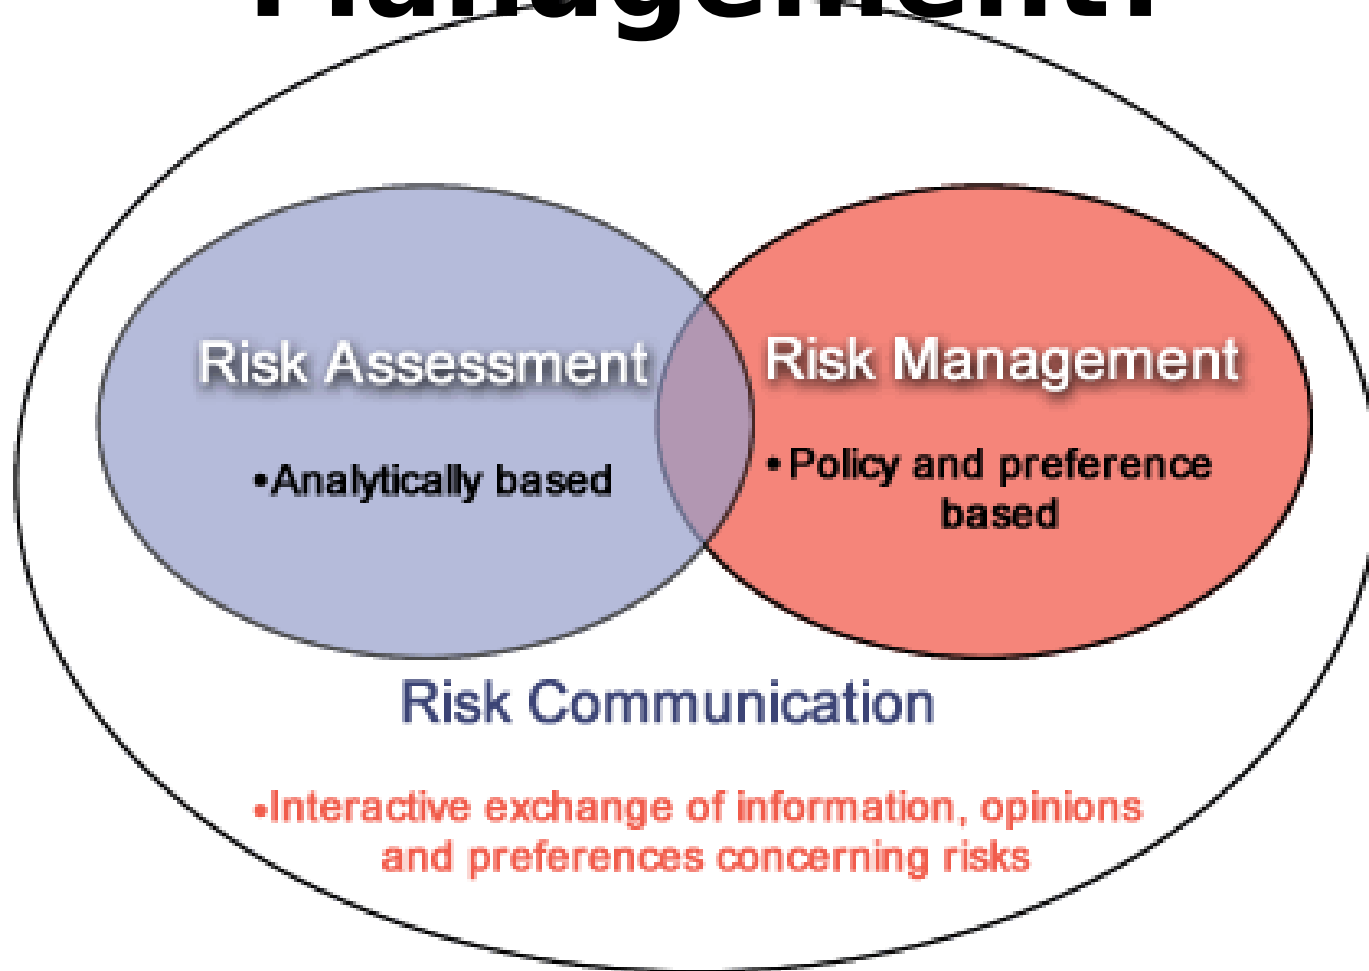 Management?
Risk Assessment
•Analytically based
Risk Management
• Policy and preference
based
Risk Communication
•Interactive exchange of information, opinions
and preferences concerning risks